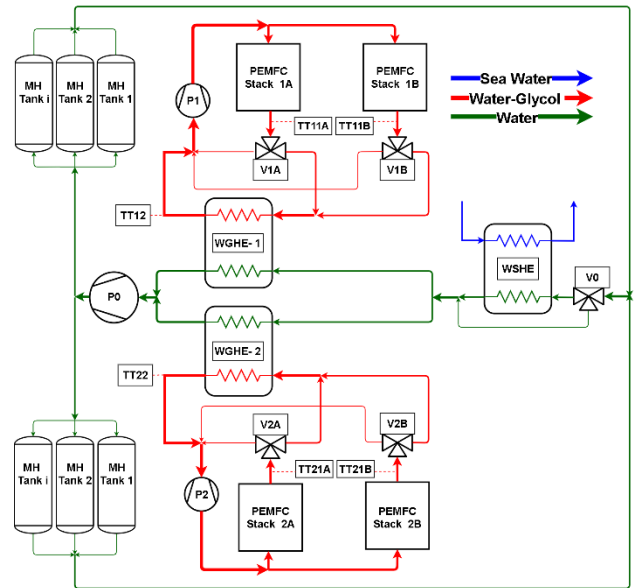 MH
Tank i
MH
Tank 2
MH
Tank 1
P1
PEMFC
Stack 1A
PEMFC
Stack 1B
Sea Water
Water-Glycol
Water
TT11A
TT11B
V1A
V1B
TT12
WGHE- 1
WSHE
V0
P0
WGHE- 2
TT22
V2A
V2B
TT21A
TT21B
MH
Tank i
MH
Tank 2
MH
Tank 1
P2
PEMFC
Stack 2A
PEMFC
Stack 2B